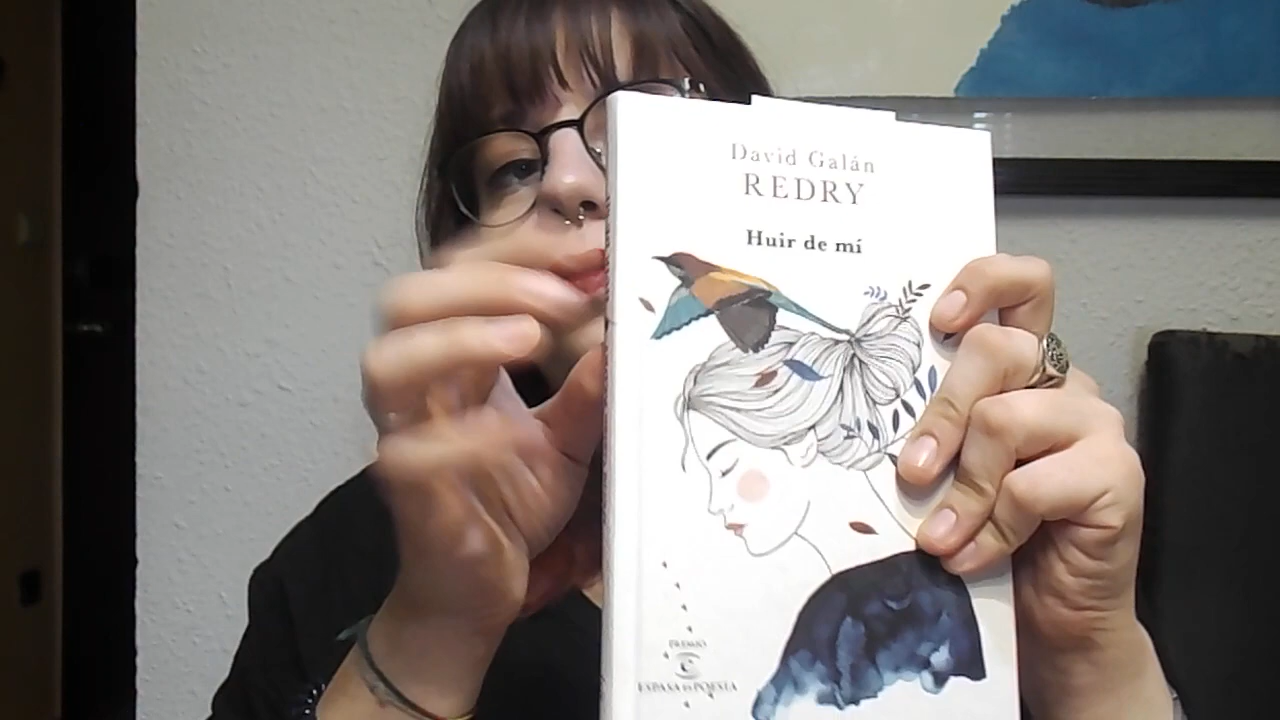 David Galán
REDRY
Huir de mí
PREMIO
ESPASA es POESÍA